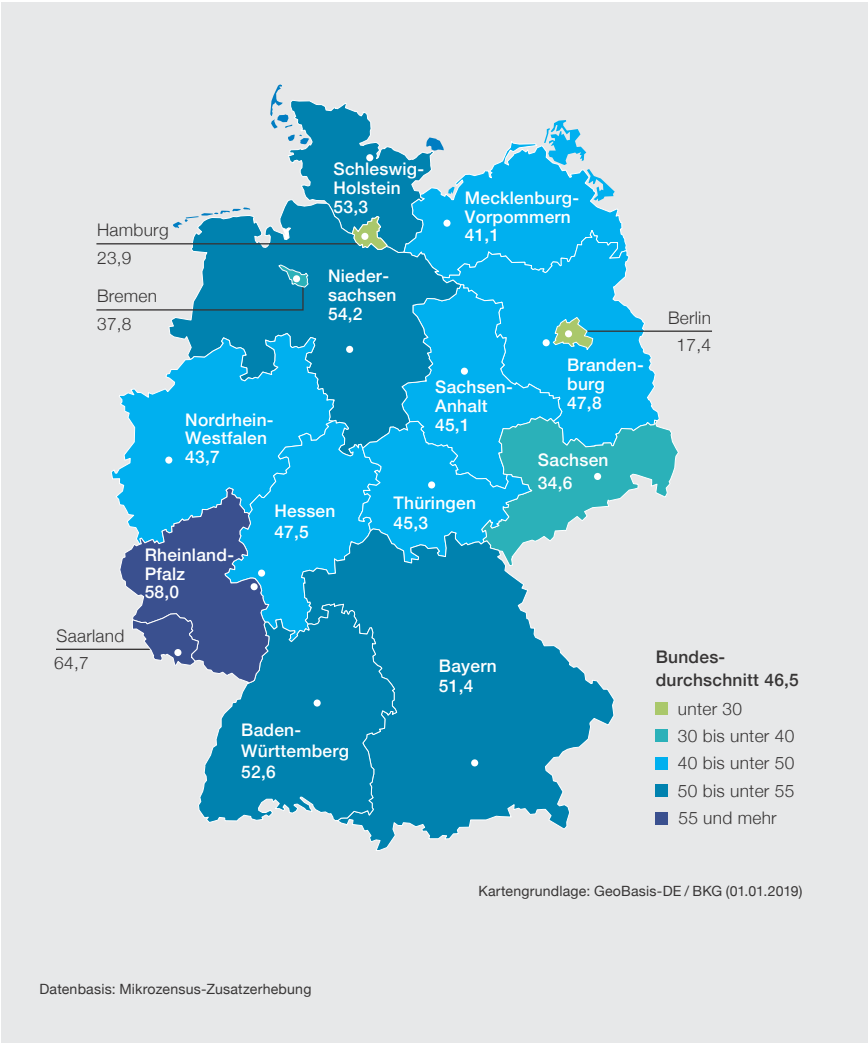 Schleswig-
Holstein
53,3
Mecklenburg-
Vorpommern
41,1
Hamburg
23,9
Bremen
37,8
Nieder-
sachsen
54,2
Berlin
17,4
Branden-
burg
47,8
Sachsen-
Anhalt
45,1
Nordrhein-
Westfalen
43,7
Sachsen
34,6
Hessen
47,5
Thüringen
45,3
Rheinland-
Pfalz
58,0
Saarland
64,7
Bayern
51,4
Baden-
Württemberg
52,6
Bundes-
durchschnitt 46,5
unter 30
30 bis unter 40
40 bis unter 50
50 bis unter 55
55 und mehr
Kartengrundlage: GeoBasis-DE / BKG (01.01.2019)
Datenbasis: Mikrozensus-Zusatzerhebung